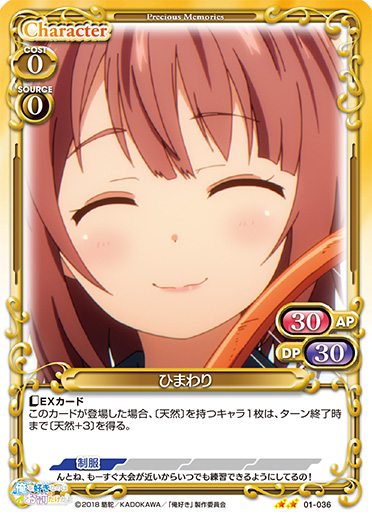 Precious Memories
Character
COST
0
SOURCE
0
30 AP
DP 30
ひまわり
EXカード
このカードが登場した場合、[天然]を持つキャラ1枚は、ターン終了時
まで[天然+3]を得る。
制服
んとね、もーすぐ大会が近いからいつでも練習できるようにしてるの!
©2018 駱駝/KADOKAWA/「俺好き」製作委員会
01-036